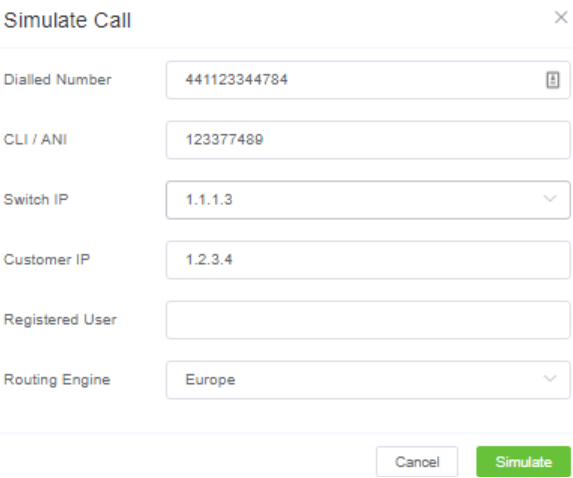 Simulate Call
Dialled Number 441123344784
CLI / ANI 123377489
Switch IP 1.1.1.3
Customer IP 1.2.3.4
Registered User
Routing Engine Europe
Cancel Simulate